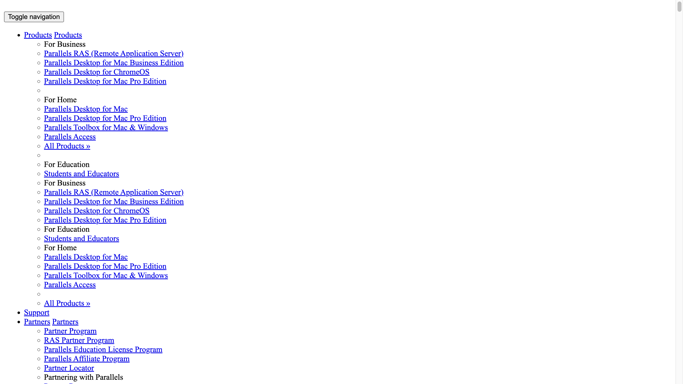 Toggle navigation
Products Products
For Business
Parallels RAS (Remote Application Server)
Parallels Desktop for Mac Business Edition
Parallels Desktop for ChromeOS
Parallels Desktop for Mac Pro Edition
For Home
Parallels Desktop for Mac
Parallels Desktop for Mac Pro Edition
Parallels Toolbox for Mac & Windows
Parallels Access
All Products »
For Education
Students and Educators
For Business
Parallels RAS (Remote Application Server)
Parallels Desktop for Mac Business Edition
Parallels Desktop for ChromeOS
Parallels Desktop for Mac Pro Edition
For Education
Students and Educators
For Home
Parallels Desktop for Mac
Parallels Desktop for Mac Pro Edition
Parallels Toolbox for Mac & Windows
Parallels Access
All Products »
Support
Partners Partners
Partner Program
RAS Partner Program
Parallels Education License Program
Parallels Affiliate Program
Partner Locator
Partnering with Parallels